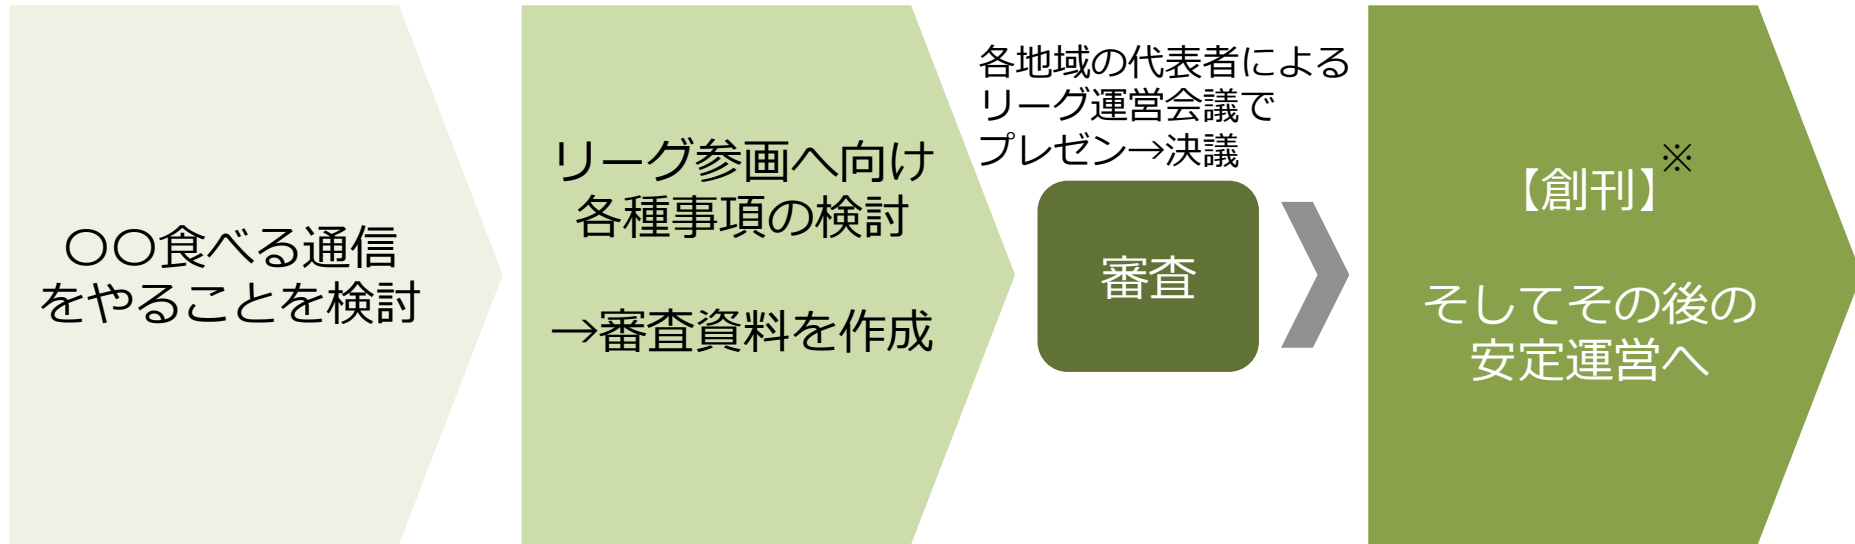 〇〇食べる通信
をやることを検討
リーグ参画へ向け
各種事項の検討
→審査資料を作成
各地域の代表者による
リーグ運営会議で
プレゼン→決議
審査
【創刊】※
そしてその後の
安定運営へ